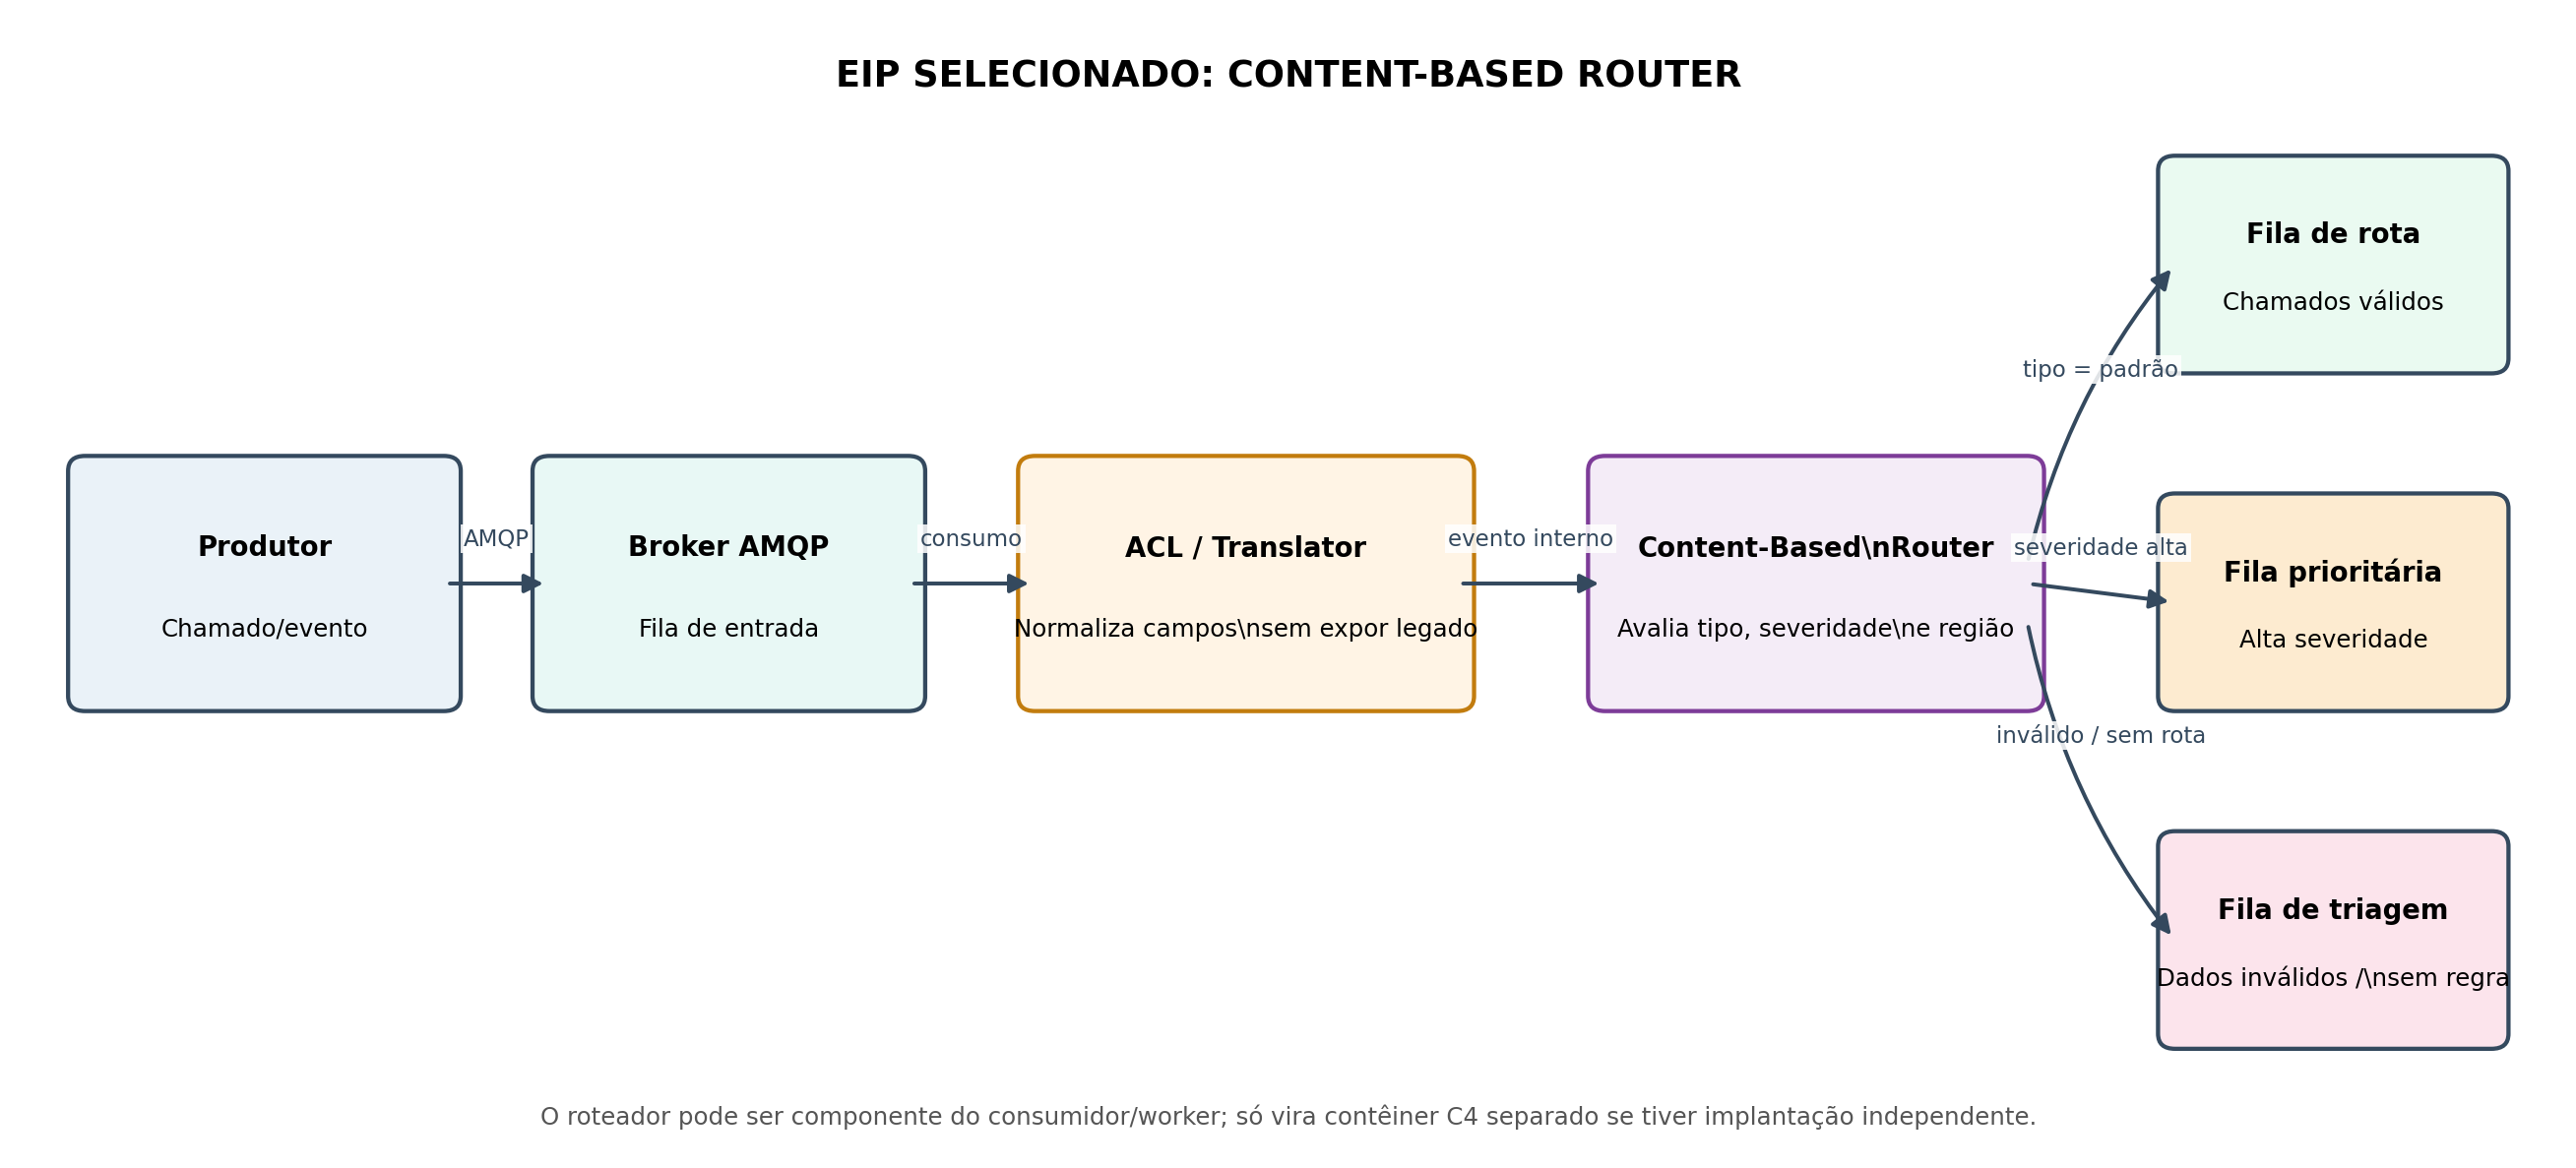 EIP SELECIONADO: CONTENT-BASED ROUTER
Produtor
Chamado/evento
AMQP
Broker AMQP
Fila de entrada
consumo
ACL / Translator
Normaliza campos\nsem expor legado
evento interno
Content-Based\nRouter
Avalia tipo, severidade\ne região
tipo = padrão
Fila de rota
Chamados válidos
severidade alta
Fila prioritária
Alta severidade
inválido / sem rota
Fila de triagem
Dados inválidos /\nsem regra
O roteador pode ser componente do consumidor/worker; só vira contêiner C4 separado se tiver implantação independente.